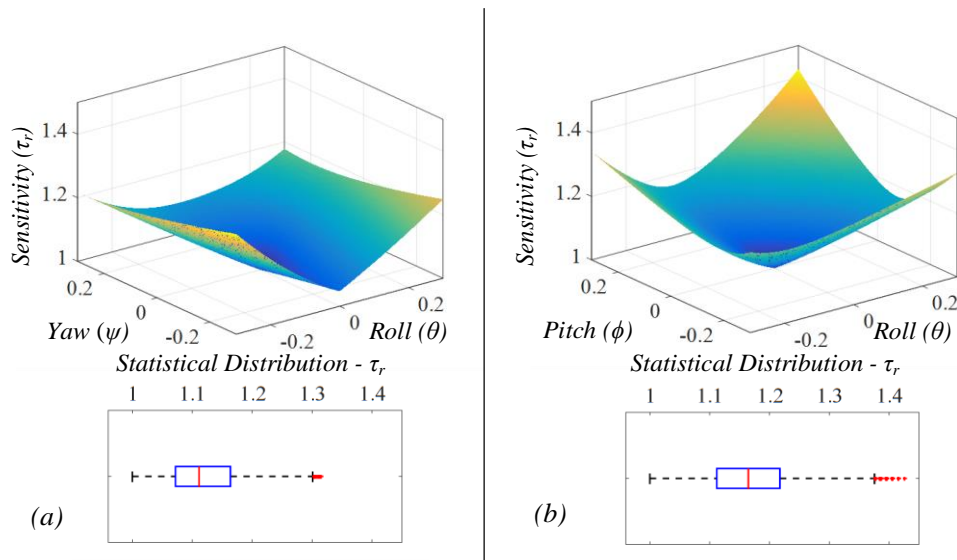 Sensitivity (τr)
1.4
1.2
1
0.2
0
-0.2
Yaw (ψ)
-0.2
0
0.2
Roll (θ)
Sensitivity (τr)
1.4
1.2
1
0.2
0
-0.2
Pitch (ϕ)
-0.2
0
0.2
Roll (θ)
Statistical Distribution - τr
1 1.1 1.2 1.3 1.4
(a)
Statistical Distribution - τr
1 1.1 1.2 1.3 1.4
(b)